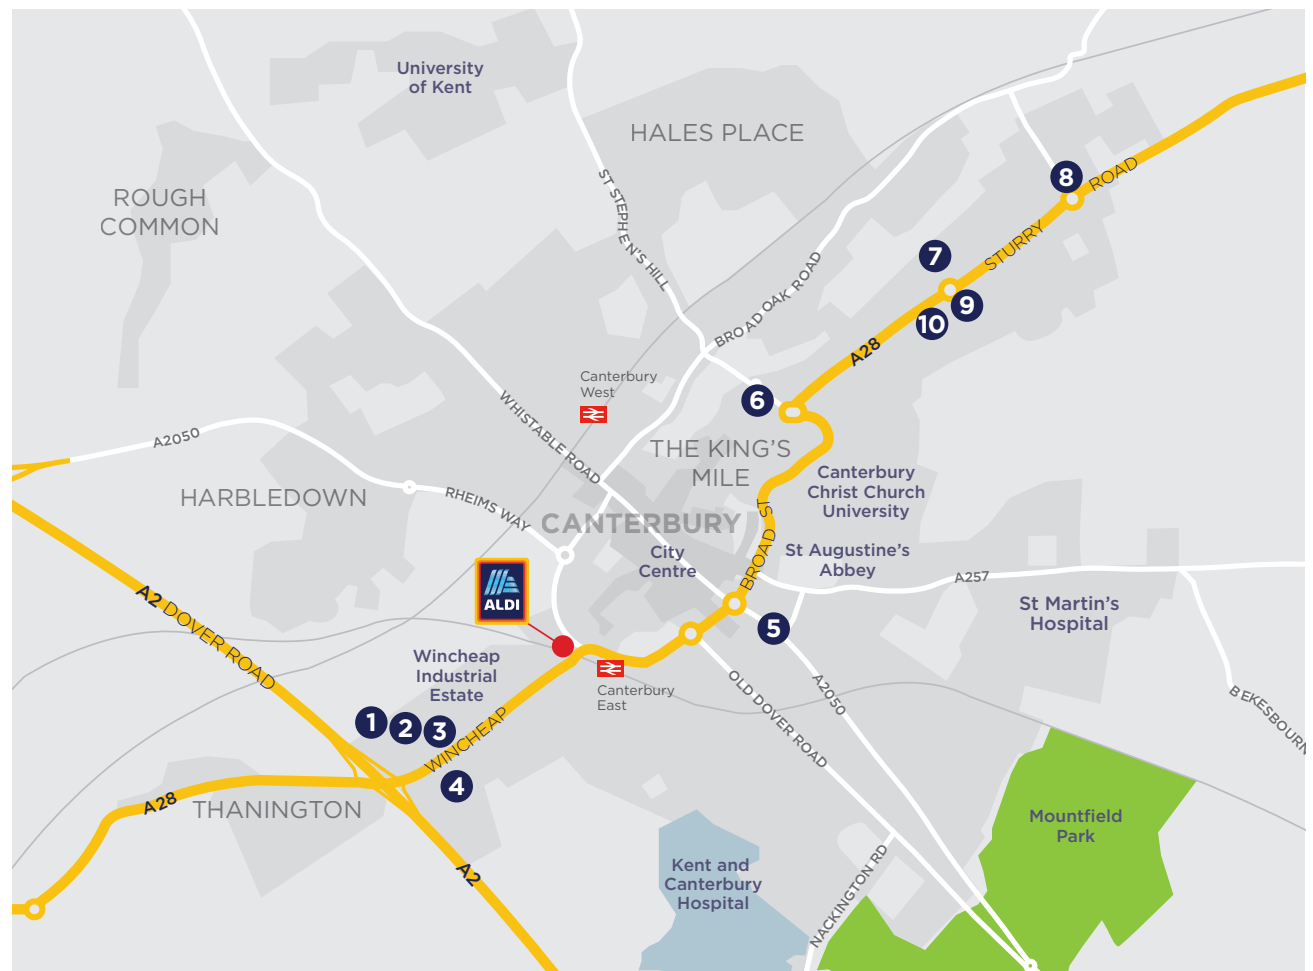 University
of Kent
HALES PLACE
ROUGH
COMMON
8
ROAD
ST STEPHEN'S HILL
STURRY
7
9
10
BROAD OAK ROAD
A28
Canterbury
West
6
WHISTABLE ROAD
A2050
THE KING'S
MILE
HARBLEDOWN
RHEIMS WAY
Canterbury
Christ Church
University
CANTERBURY
BROAD ST
City
Centre
St Augustine's
Abbey
A257
ALDI
St Martin's
Hospital
A2 DOVER ROAD
5
Wincheap
Industrial
Estate
Canterbury
East
OLD DOVER ROAD
A2050
BEKESBOURN
1
2
3
WINCHEAP
4
A28
THANINGTON
Mountfield
Park
A2
Kent and
Canterbury
Hospital
NACKINGTON RD